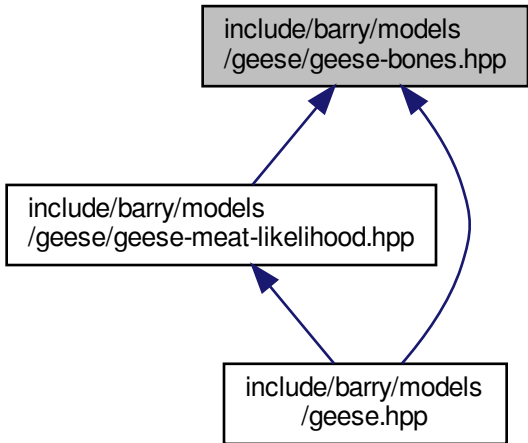 include/barry/models
/geese/geese-bones.hpp
include/barry/models
/geese/geese-meat-likelihood.hpp
include/barry/models
/geese.hpp